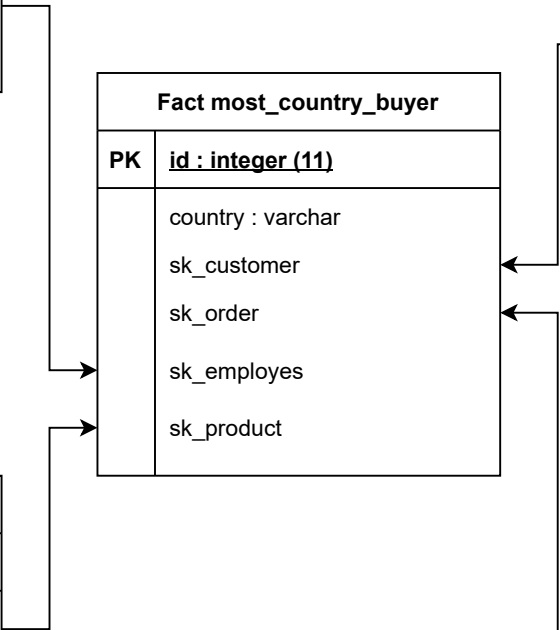 Fact most_country_buyer
PK id : integer (11)
country : varchar
sk_customer
sk_order
sk_employes
sk_product